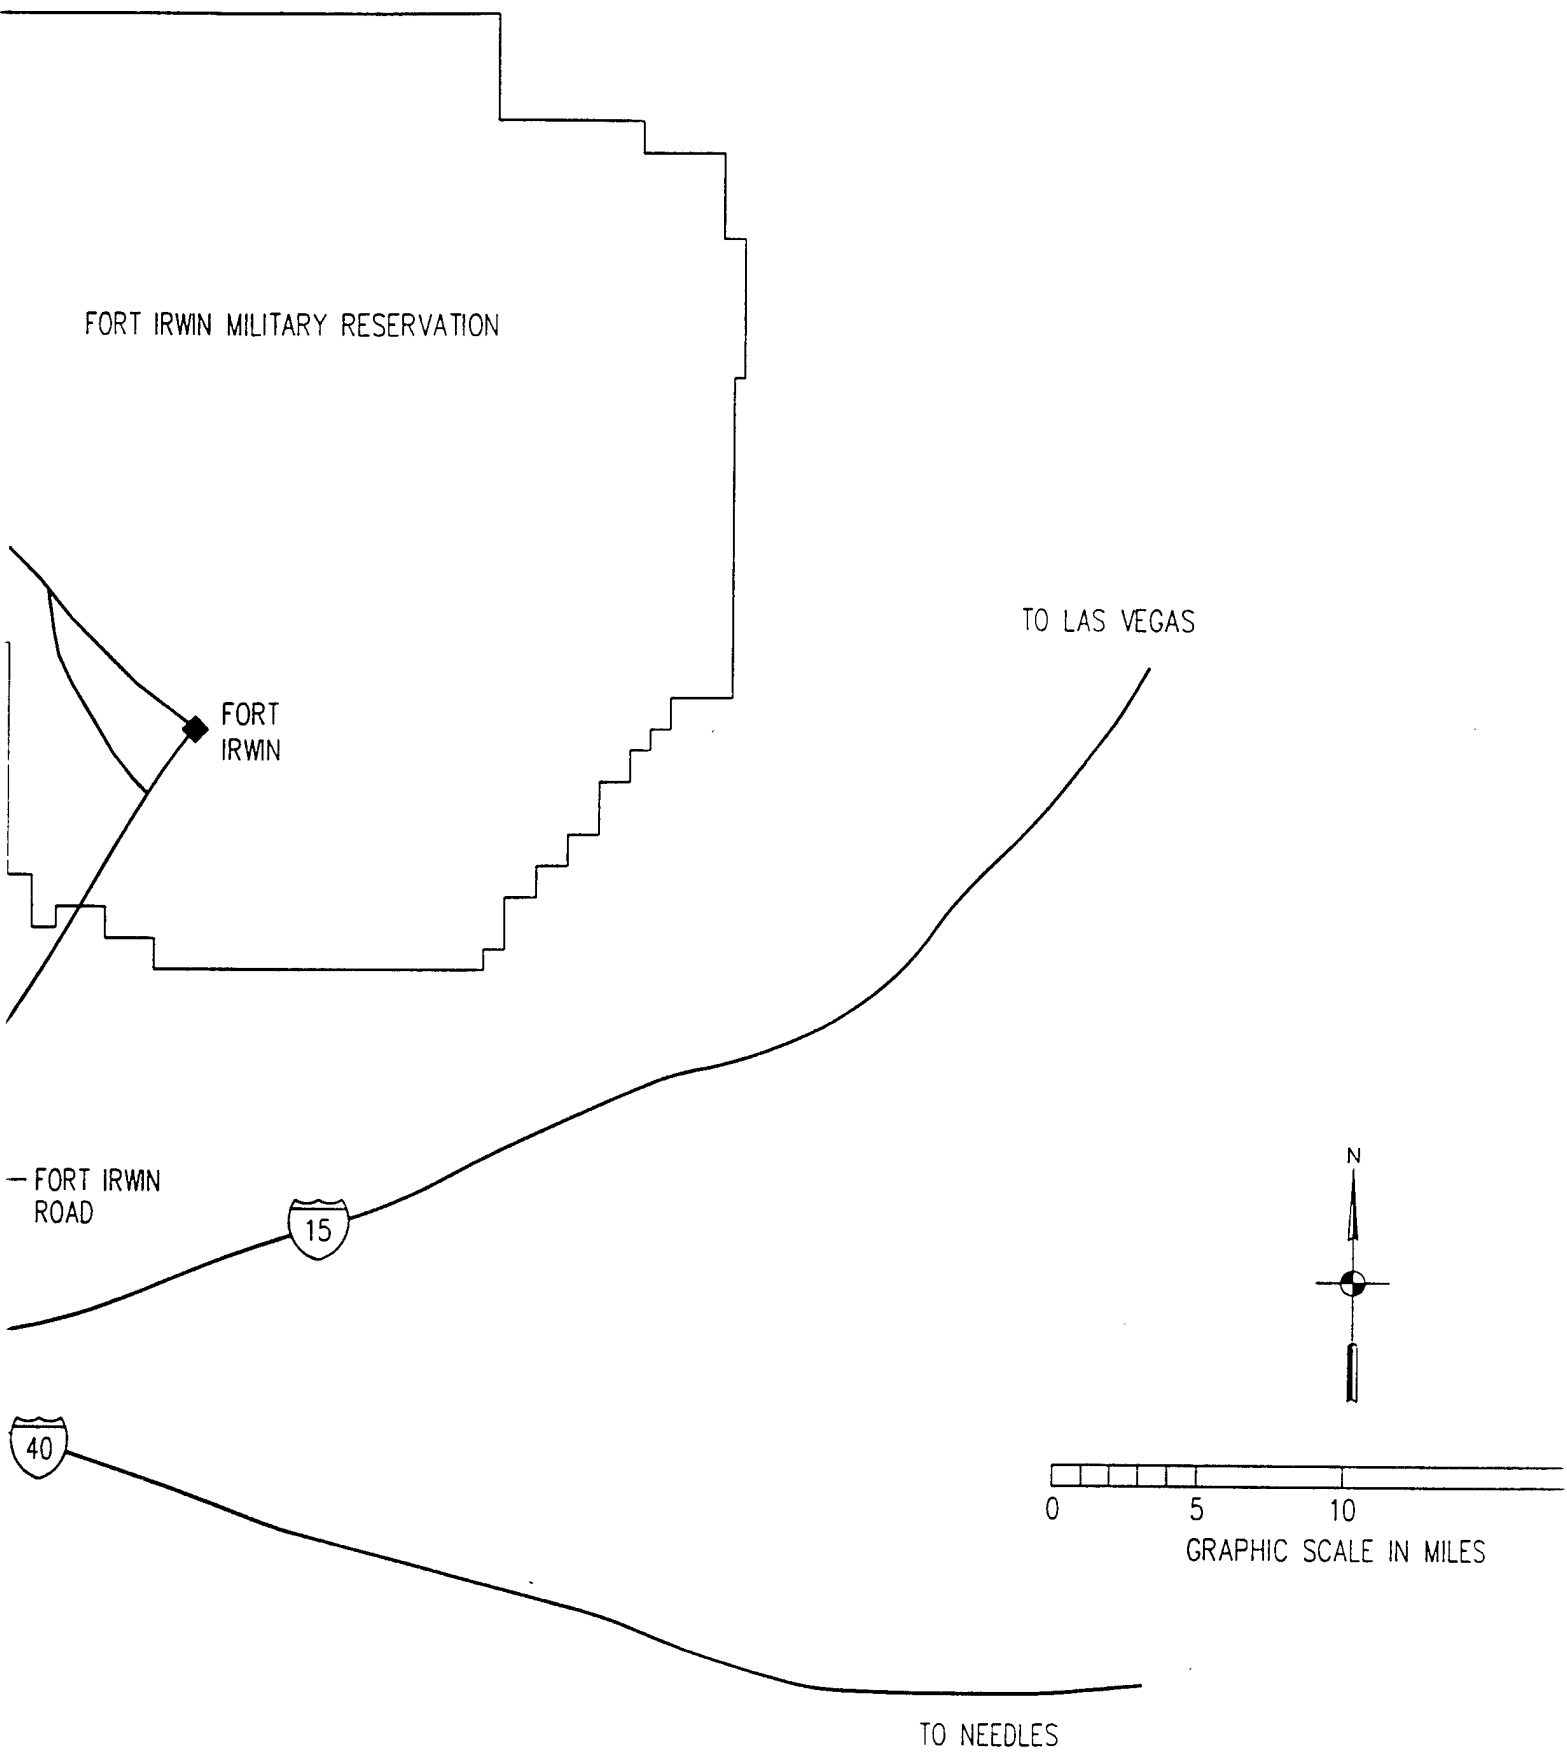 FORT IRWIN MILITARY RESERVATION
TO LAS VEGAS
FORT
IRWIN
FORT IRWIN
ROAD
15
N
40
0 5 10
GRAPHIC SCALE IN MILES
TO NEEDLES